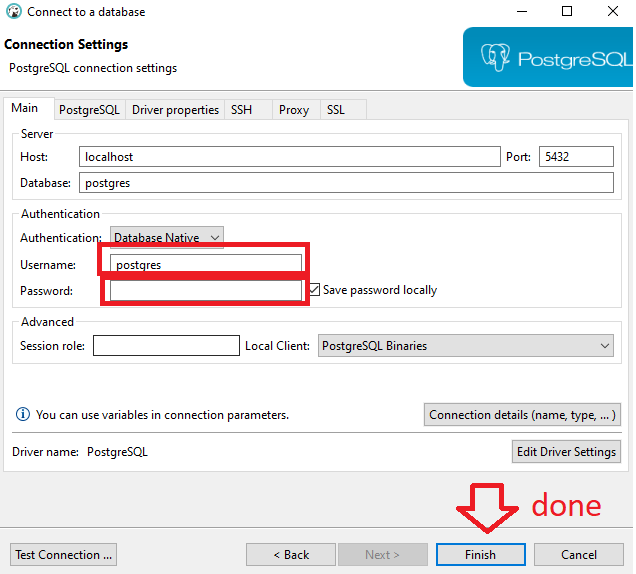 Connect to a database
Connection Settings
PostgreSQL connection settings
PostgreSQL
Main PostgreSQL Driver properties SSH Proxy SSL
Server
Host: localhost Port: 5432
Database: postgres
Authentication
Authentication: Database Native
Username: postgres
Password: Save password locally
Advanced
Session role: Local Client: PostgreSQL Binaries
You can use variables in connection parameters. Connection details (name, type, ... )
Driver name: PostgreSQL Edit Driver Settings
done
Test Connection ... < Back Next > Finish Cancel